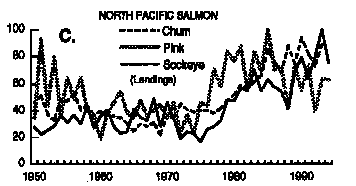 NORTH PACIFIC SALMON
C.
Chum
Pink
Sockeye
(Landings)
100
80
60
40
20
0
1950
1960
1970
1980
1990